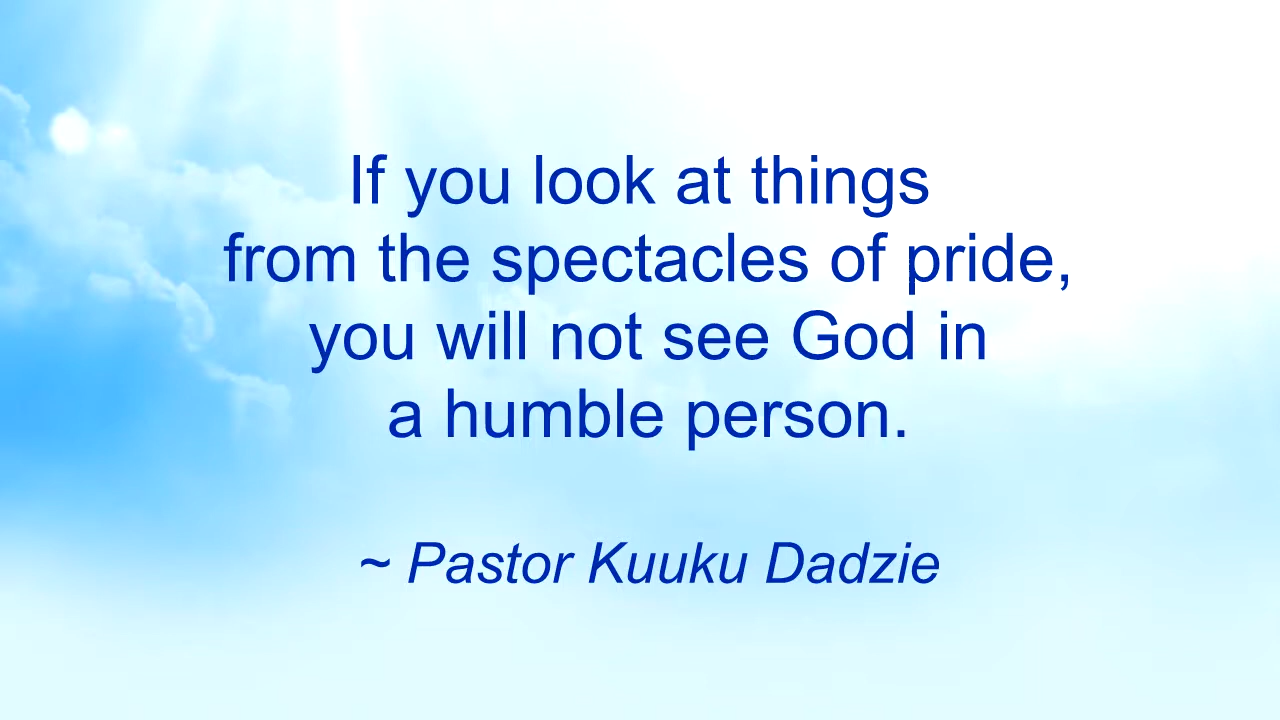 If you look at things
from the spectacles of pride,
you will not see God in
a humble person.
~ Pastor Kuuku Dadzie